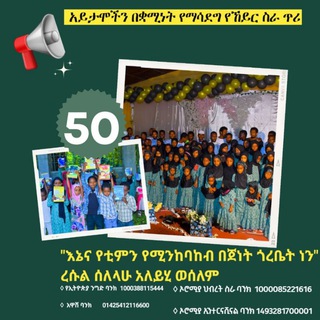 አይታሞችን በቋሚነት የማሳደግ የኸይር ስራ ጥሪ
50
"እኔና የቲምን የሚንከባከብ በጀነት ጎረቤት ነን"
ረሱል ሰለላሁ አለይሂ ወሰለም
◊ የኢትዮጵያ ንግድ ባንክ 1000388115444
◊ ኦሮሚያ ህብረት ስራ ባንክ 1000085221616
◊ አዋሽ ባንክ 01425412116600
◊ ኦሮሚያ ኢንተርናሽናል ባንክ 1493281700001